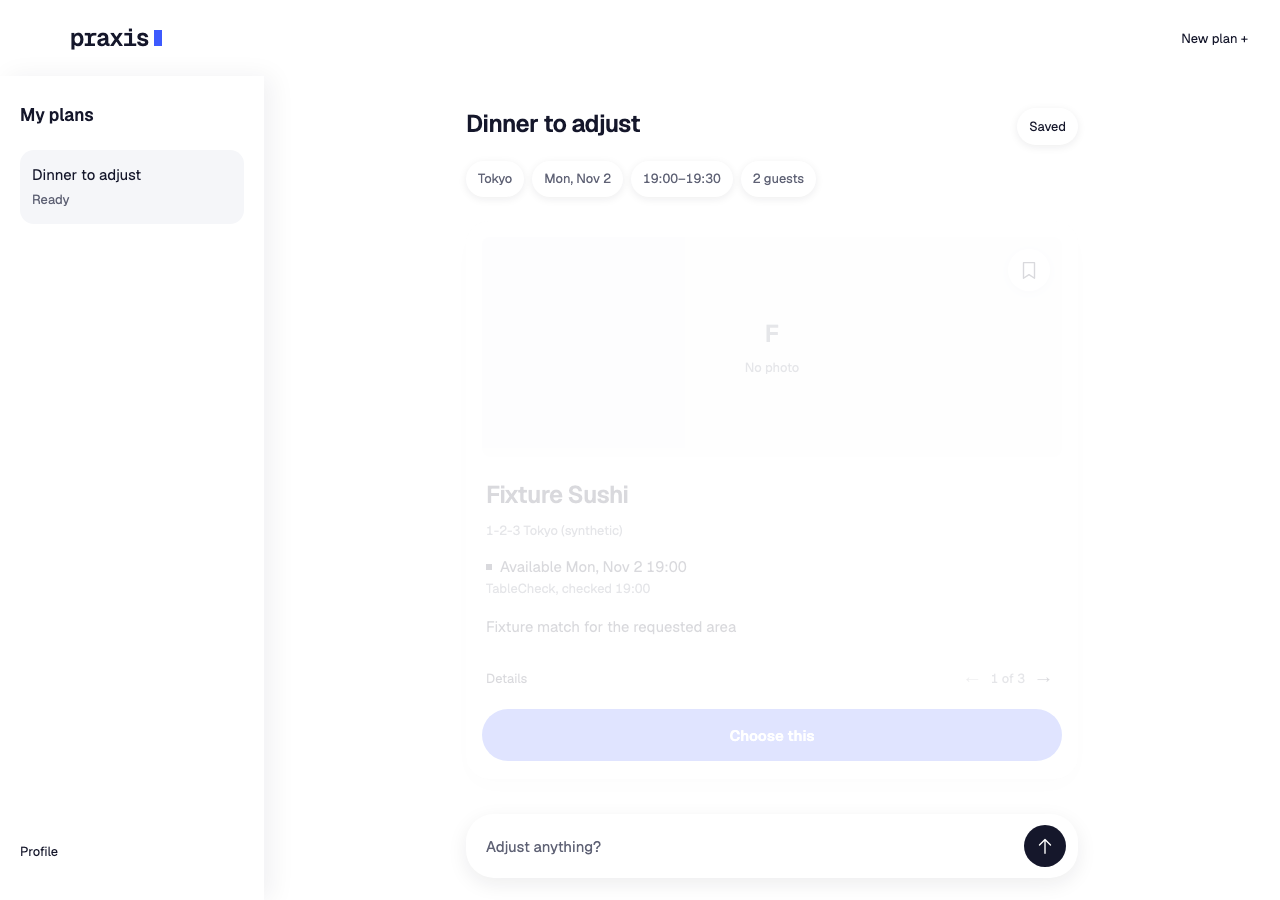 praxis
New plan +
My plans
Dinner to adjust
Ready
Profile
Dinner to adjust
Saved
Tokyo
Mon, Nov 2
19:00–19:30
2 guests
F
No photo
Fixture Sushi
1-2-3 Tokyo (synthetic)
Available Mon, Nov 2 19:00
TableCheck, checked 19:00
Fixture match for the requested area
Details
← 1 of 3 →
Choose this
Adjust anything?